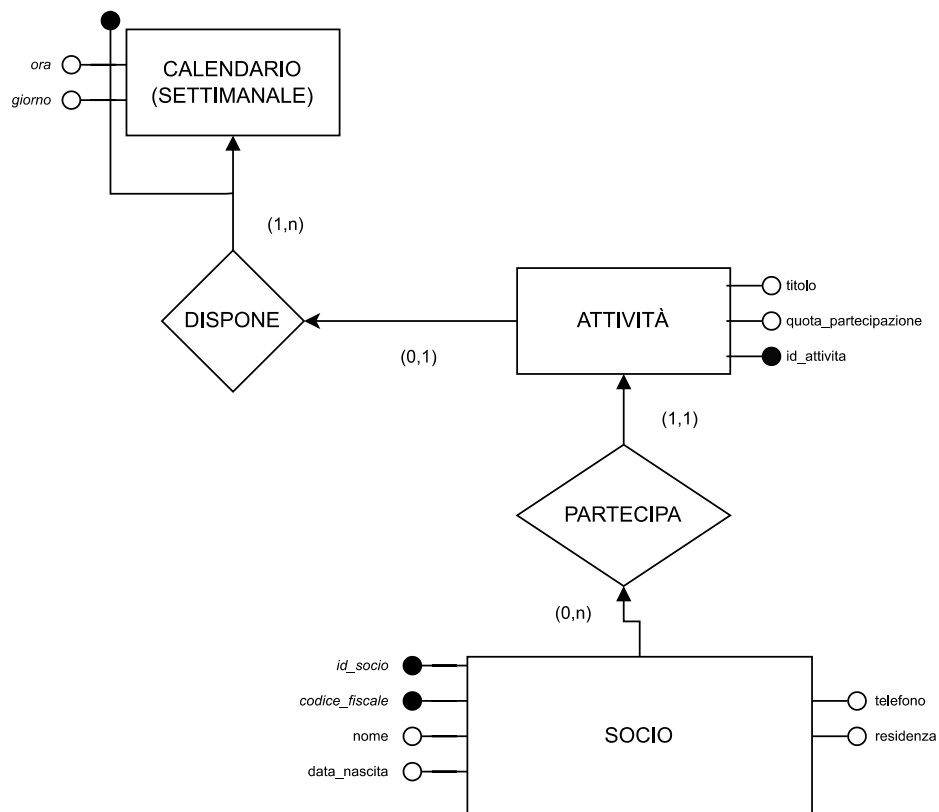 CALENDARIO
(SETTIMANALE)
ora
giorno
(1,n)
DISPONE
(0,1)
ATTIVITÀ
titolo
quota_partecipazione
id_attivita
(1,1)
PARTECIPA
(0,n)
id_socio
codice_fiscale
nome
data_nascita
SOCIO
telefono
residenza